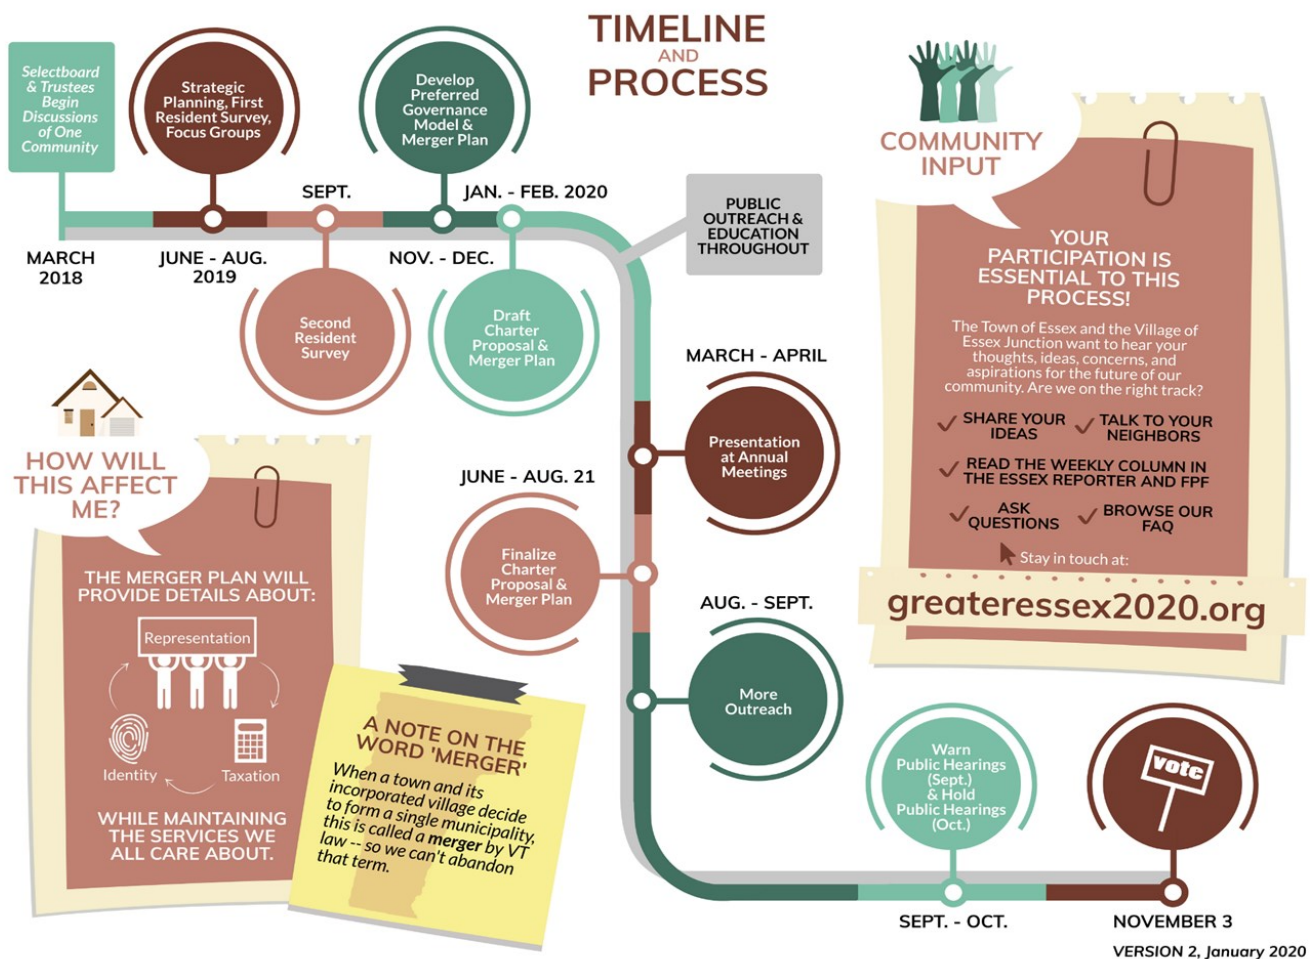 TIMELINE
AND
PROCESS
Selectboard
& Trustees
Begin
Discussions
of One
Community
MARCH
2018
Strategic
Planning, First
Resident Survey,
Focus Groups
JUNE - AUG.
2019
SEPT.
Second
Resident
Survey
Develop
Preferred
Governance
Model &
Merger Plan
NOV. - DEC.
JAN. - FEB. 2020
Draft
Charter
Proposal &
Merger Plan
PUBLIC
OUTREACH &
EDUCATION
THROUGHOUT
MARCH - APRIL
Presentation
at Annual
Meetings
JUNE - AUG. 21
Finalize
Charter
Proposal &
Merger Plan
AUG. - SEPT.
More
Outreach
Warn
Public Hearings
(Sept.)
& Hold
Public Hearings
(Oct.)
SEPT. - OCT.
vote
NOVEMBER 3
VERSION 2, January 2020
COMMUNITY
INPUT
YOUR
PARTICIPATION IS
ESSENTIAL TO THIS
PROCESS!
The Town of Essex and the Village of
Essex Junction want to hear your
thoughts, ideas, concerns, and
aspirations for the future of our
community. Are we on the right track?
SHARE YOUR
IDEAS
TALK TO YOUR
NEIGHBORS
READ THE WEEKLY COLUMN IN
THE ESSEX REPORTER AND FPF
ASK
QUESTIONS
BROWSE OUR
FAQ
Stay in touch at:
greateressex2020.org
HOW WILL
THIS AFFECT
ME?
THE MERGER PLAN WILL
PROVIDE DETAILS ABOUT:
Representation
Identity
Taxation
WHILE MAINTAINING
THE SERVICES WE
ALL CARE ABOUT.
A NOTE ON THE
WORD 'MERGER'
When a town and its
incorporated village decide
to form a single municipality,
this is called a merger by VT
law -- so we can't abandon
that term.